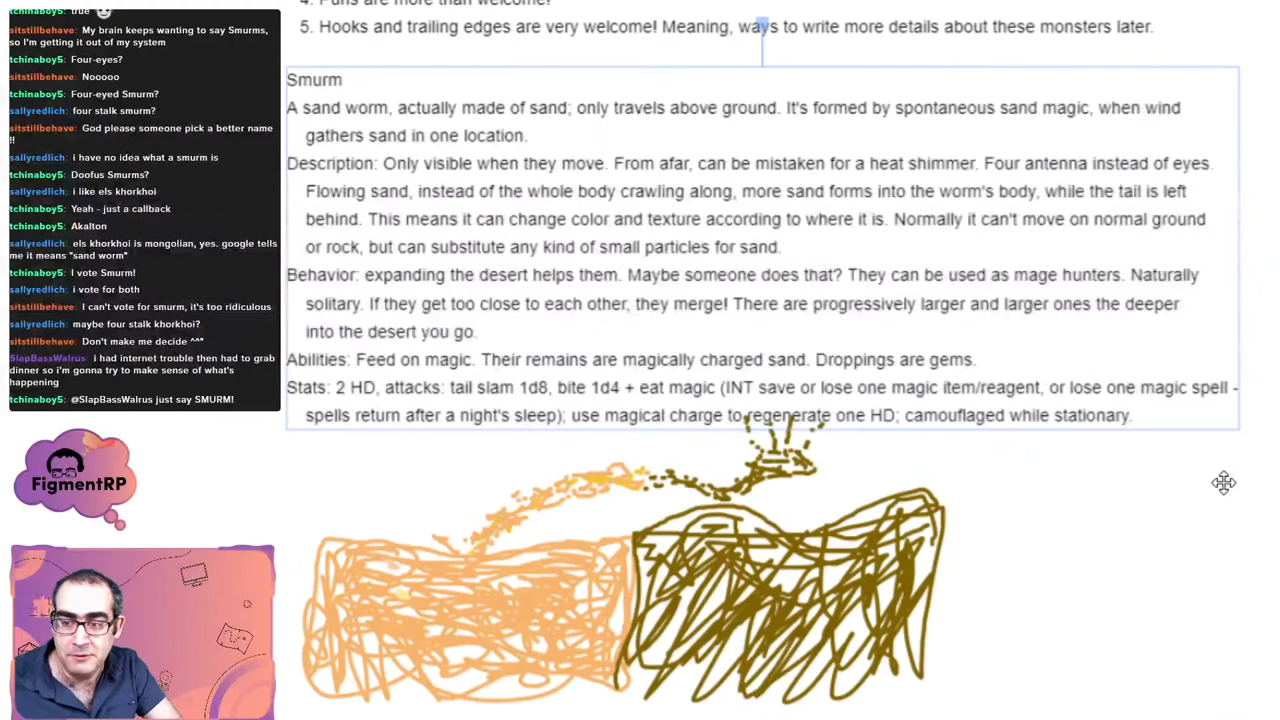 tchinaboy5: true
sitstillbehave: My brain keeps wanting to say Smurms,
so I'm getting it out of my system
tchinaboy5: Four-eyes?
sitstillbehave: Nooooo
tchinaboy5: Four-eyed Smurm?
sallyredlich: four stalk smurm?
sitstillbehave: God please someone pick a better name
!!
sallyredlich: i have no idea what a smurm is
tchinaboy5: Doofus Smurms?
sallyredlich: i like els khorkhoi
tchinaboy5: Yeah - just a callback
tchinaboy5: Akalton
sallyredlich: els khorkhoi is mongolian, yes. google tells
me it means "sand worm"
tchinaboy5: I vote Smurm!
sallyredlich: i vote for both
sitstillbehave: I can't vote for smurm, it's too ridiculous
sallyredlich: maybe four stalk khorkhoi?
sitstillbehave: Don't make me decide ^^"
SlapBassWalrus: i had internet trouble then had to grab
dinner so i'm gonna try to make sense of what's
happening
tchinaboy5: @SlapBassWalrus just say SMURM!
FigmentRP
4. Puns are more than welcome!
5. Hooks and trailing edges are very welcome! Meaning, ways to write more details about these monsters later.
Smurm
A sand worm, actually made of sand; only travels above ground. It's formed by spontaneous sand magic, when wind
gathers sand in one location.
Description: Only visible when they move. From afar, can be mistaken for a heat shimmer. Four antenna instead of eyes.
Flowing sand, instead of the whole body crawling along, more sand forms into the worm's body, while the tail is left
behind. This means it can change color and texture according to where it is. Normally it can't move on normal ground
or rock, but can substitute any kind of small particles for sand.
Behavior: expanding the desert helps them. Maybe someone does that? They can be used as mage hunters. Naturally
solitary. If they get too close to each other, they merge! There are progressively larger and larger ones the deeper
into the desert you go.
Abilities: Feed on magic. Their remains are magically charged sand. Droppings are gems.
Stats: 2 HD, attacks: tail slam 1d8, bite 1d4 + eat magic (INT save or lose one magic item/reagent, or lose one magic spell -
spells return after a night's sleep); use magical charge to regenerate one HD; camouflaged while stationary.